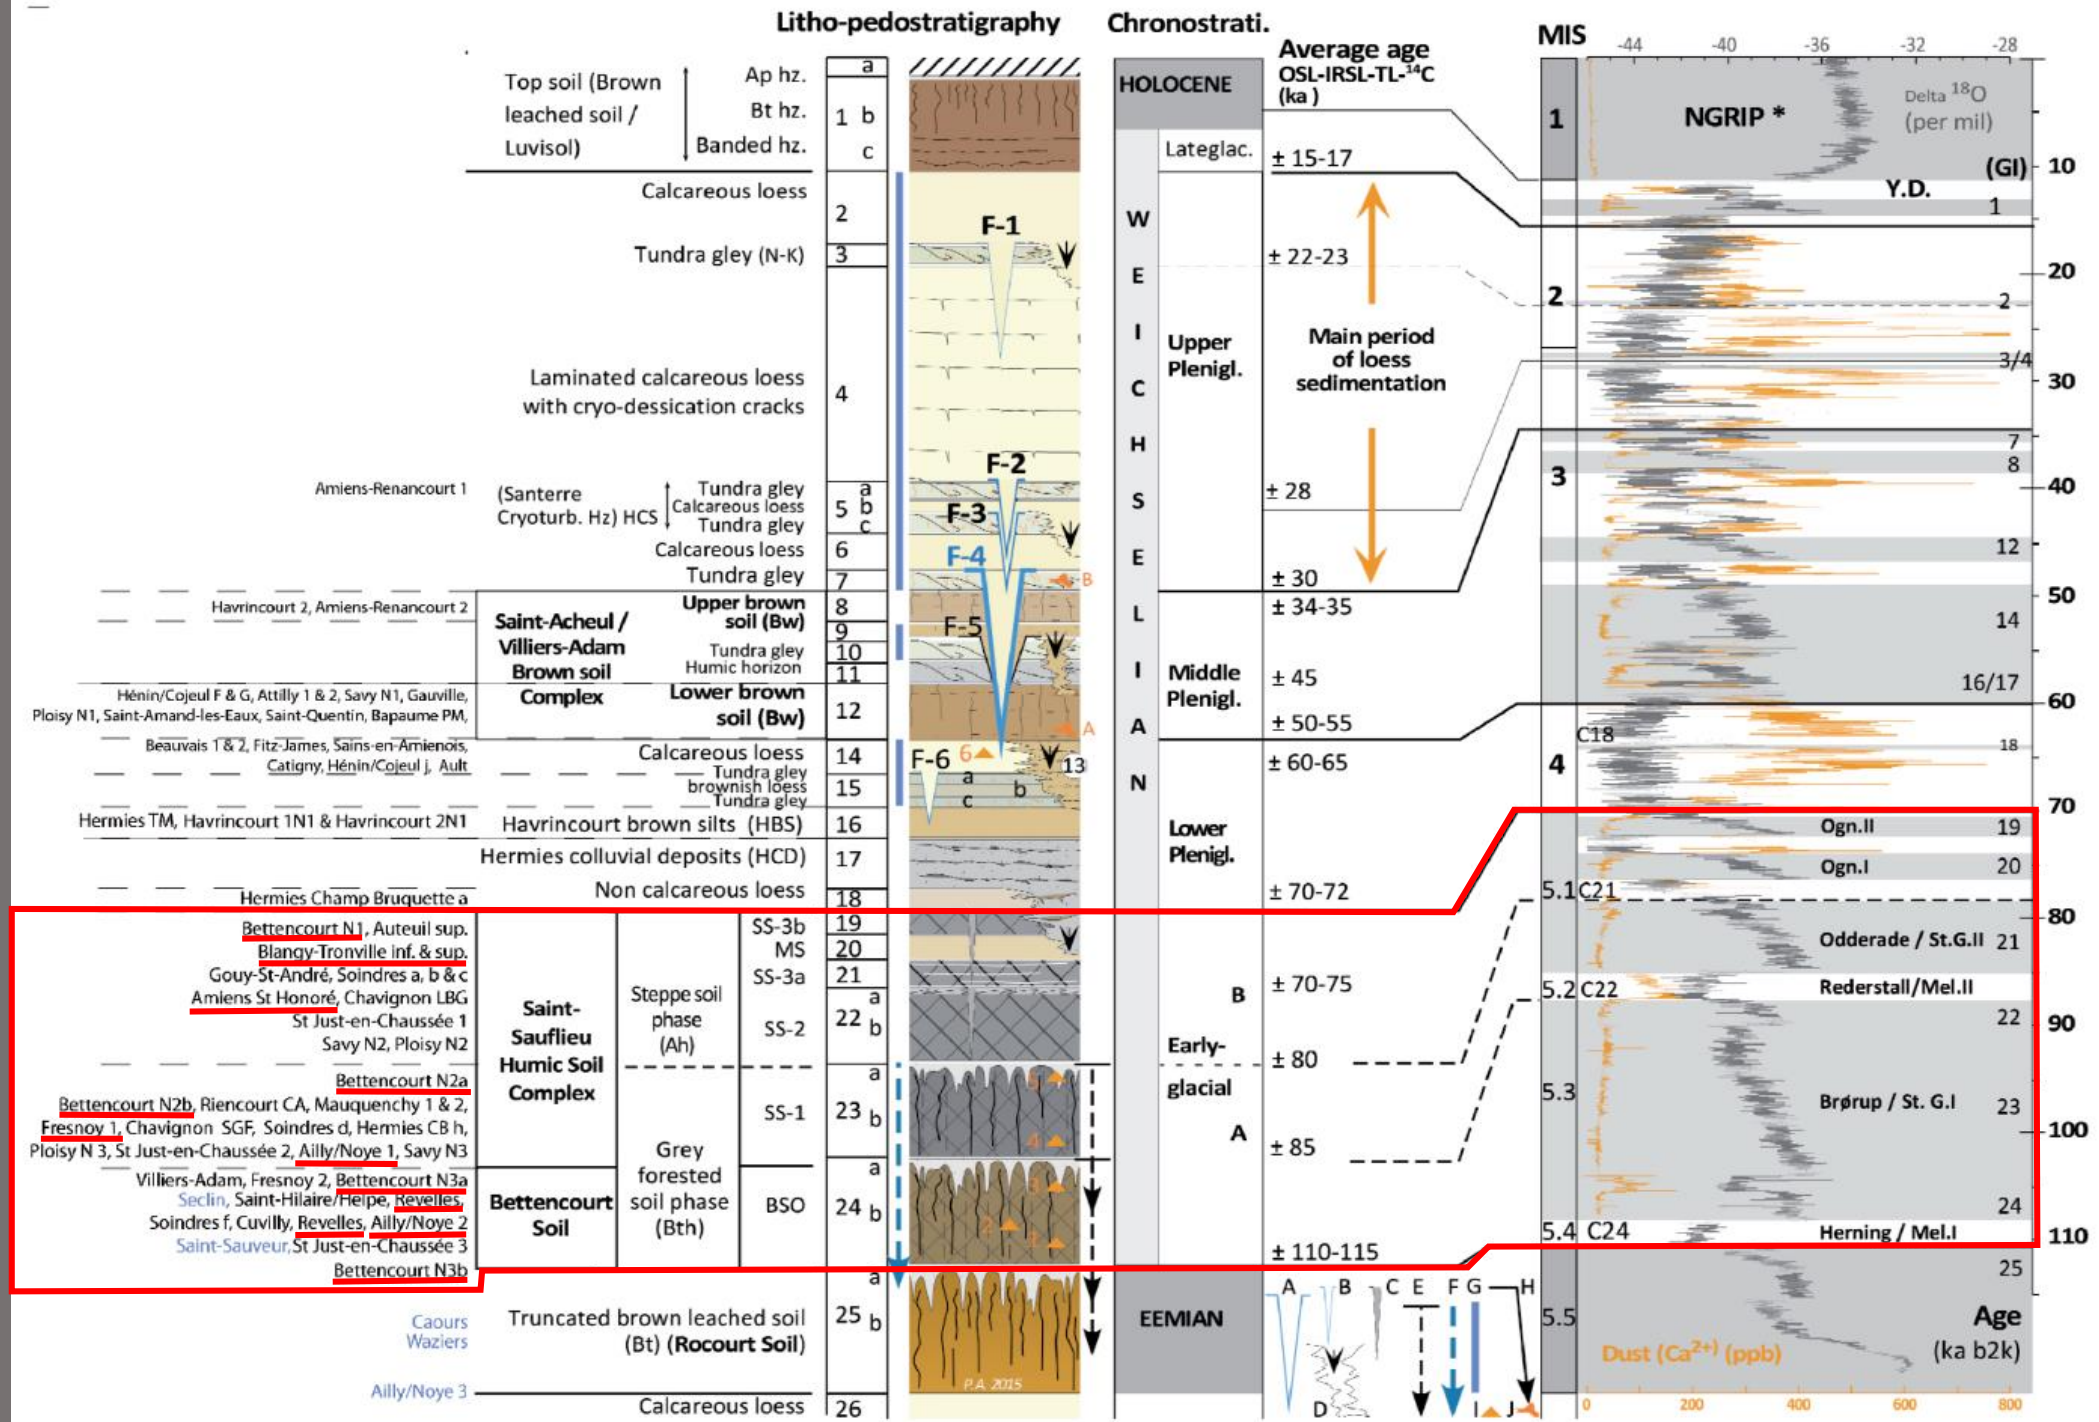 Litho-pedostratigraphy
Chronostrati.
Average age
OSL-IRSL-TL-¹⁴C
(ka )
MIS
-44 -40 -36 -32 -28
Top soil (Brown
leached soil /
Luvisol)
Ap hz.
Bt hz.
Banded hz.
a
1 b
c
Calcareous loess
2
Tundra gley (N-K)
3
Laminated calcareous loess
with cryo-dessication cracks
4
Amiens-Renancourt 1
(Santerre
Cryoturb. Hz) HCS
Tundra gley
Calcareous loess
Tundra gley
a
5 b
c
Calcareous loess
6
Tundra gley
7
Havrincourt 2, Amiens-Renancourt 2
Saint-Acheul /
Villiers-Adam
Brown soil
Complex
Upper brown
soil (Bw)
8
9
Tundra gley
10
Humic horizon
11
Hénin/Cojeul F & G, Attilly 1 & 2, Savy N1, Gauville,
Ploisy N1, Saint-Amand-les-Eaux, Saint-Quentin, Bapaume PM,
Lower brown
soil (Bw)
12
Beauvais 1 & 2, Fitz-James, Sains-en-Amienois,
Catigny, Hénin/Cojeul j, Ault
Calcareous loess
14
Tundra gley
brownish loess
Tundra gley
15
Hermies TM, Havrincourt 1N1 & Havrincourt 2N1
Havrincourt brown silts (HBS)
16
Hermies colluvial deposits (HCD)
17
Non calcareous loess
18
Hermies Champ Bruquette a
Bettencourt N1, Auteuil sup.
Blangy-Tronville inf. & sup.
Gouy-St-André, Soindres a, b & c
Amiens St Honoré, Chavignon LBG
St Just-en-Chaussée 1
Savy N2, Ploisy N2
Bettencourt N2a
Bettencourt N2b, Riencourt CA, Mauquenchy 1 & 2,
Fresnoy 1, Chavignon SGF, Soindres d, Hermies CB h,
Ploisy N 3, St Just-en-Chaussée 2, Ailly/Noye 1, Savy N3
Villiers-Adam, Fresnoy 2, Bettencourt N3a
Seclin, Saint-Hilaire/Helpe, Revelles,
Soindres f, Cuvilly, Revelles, Ailly/Noye 2
Saint-Sauveur, St Just-en-Chaussée 3
Bettencourt N3b
Caours
Waziers
Ailly/Noye 3
Saint-
Sauflieu
Humic Soil
Complex
Bettencourt
Soil
Steppe soil
phase
(Ah)
Grey
forested
soil phase
(Bth)
SS-3b
19
MS
20
SS-3a
21
SS-2
a
22 b
SS-1
a
23 b
BSO
a
24 b
Truncated brown leached soil
(Bt) (Rocourt Soil)
a
25 b
Calcareous loess
26
F-1
F-2
F-3
F-4
B
F-5
A
F-6
6
13
a
b
c
5
4
3
2
1
P.A. 2015
HOLOCENE
WEICHSELIAN
Lateglac.
Upper
Plenigl.
Middle
Plenigl.
Lower
Plenigl.
B
Early-
glacial
A
EEMIAN
± 15-17
± 22-23
Main period
of loess
sedimentation
± 28
± 30
± 34-35
± 45
± 50-55
± 60-65
± 70-72
± 70-75
± 80
± 85
± 110-115
A B C E F G H
D I J
1
2
3
4
C18
5.1 C21
5.2 C22
5.3
5.4 C24
5.5
NGRIP *
Delta ¹⁸O
(per mil)
(GI)
Y.D.
1
2
3/4
7
8
12
14
16/17
18
Ogn.II 19
Ogn.I 20
Odderade / St.G.II 21
Rederstall/Mel.II
22
Brørup / St. G.I 23
24
Herning / Mel.I
25
10
20
30
40
50
60
70
80
90
100
110
Age
(ka b2k)
Dust (Ca²⁺) (ppb)
0 200 400 600 800